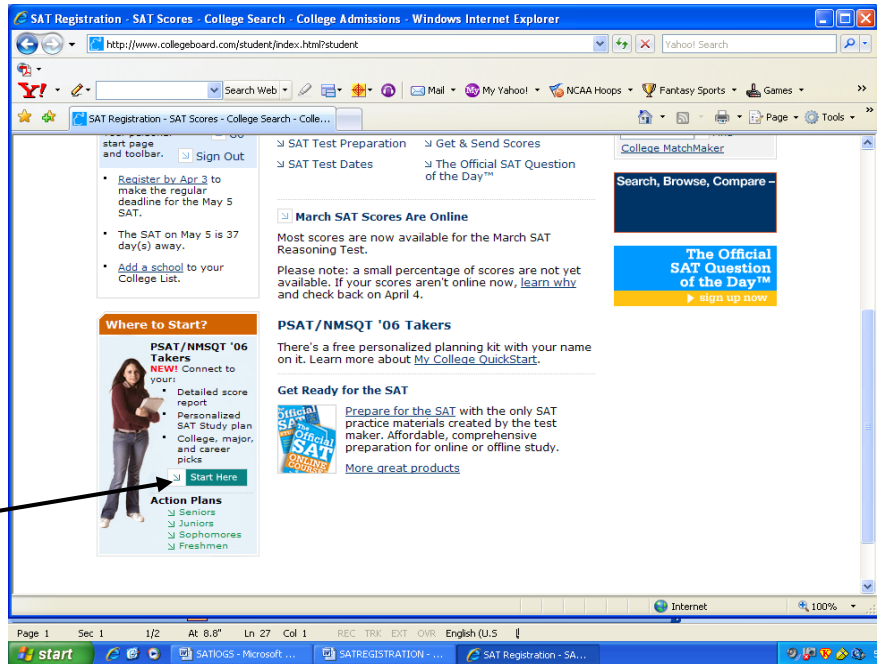 SAT Registration - SAT Scores - College Search - College Admissions - Windows Internet Explorer
http://www.collegeboard.com/student/index.html?student
Yahoo! Search
Y!
Search Web
Mail
My Yahoo!
NCAA Hoops
Fantasy Sports
Games
»
SAT Registration - SAT Scores - College Search - Colle...
Page
Tools
»
start page
and toolbar.
Sign Out
SAT Test Preparation
Get & Send Scores
SAT Test Dates
The Official SAT Question
of the Day™
College MatchMaker
• Register by Apr 3 to
make the regular
deadline for the May 5
SAT.
• The SAT on May 5 is 37
day(s) away.
• Add a school to your
College List.
March SAT Scores Are Online
Most scores are now available for the March SAT
Reasoning Test.
Please note: a small percentage of scores are not yet
available. If your scores aren't online now, learn why
and check back on April 4.
Search, Browse, Compare –
The Official
SAT Question
of the Day™
sign up now
Where to Start?
PSAT/NMSQT '06
Takers
NEW! Connect to
your:
• Detailed score
report
• Personalized
SAT Study plan
• College, major,
and career
picks
Start Here
Action Plans
Seniors
Juniors
Sophomores
Freshmen
PSAT/NMSQT '06 Takers
There's a free personalized planning kit with your name
on it. Learn more about My College QuickStart.
Get Ready for the SAT
Official
SAT
Official
SAT
ONLINE
COURSE
Prepare for the SAT with the only SAT
practice materials created by the test
maker. Affordable, comprehensive
preparation for online or offline study.
More great products
Internet
100%
Page 1 Sec 1 1/2 At 8.8" Ln 27 Col 1 REC TRK EXT OVR English (U.S
start
SATIOGS - Microsoft ...
SATREGISTRATION - ...
SAT Registration - SA...